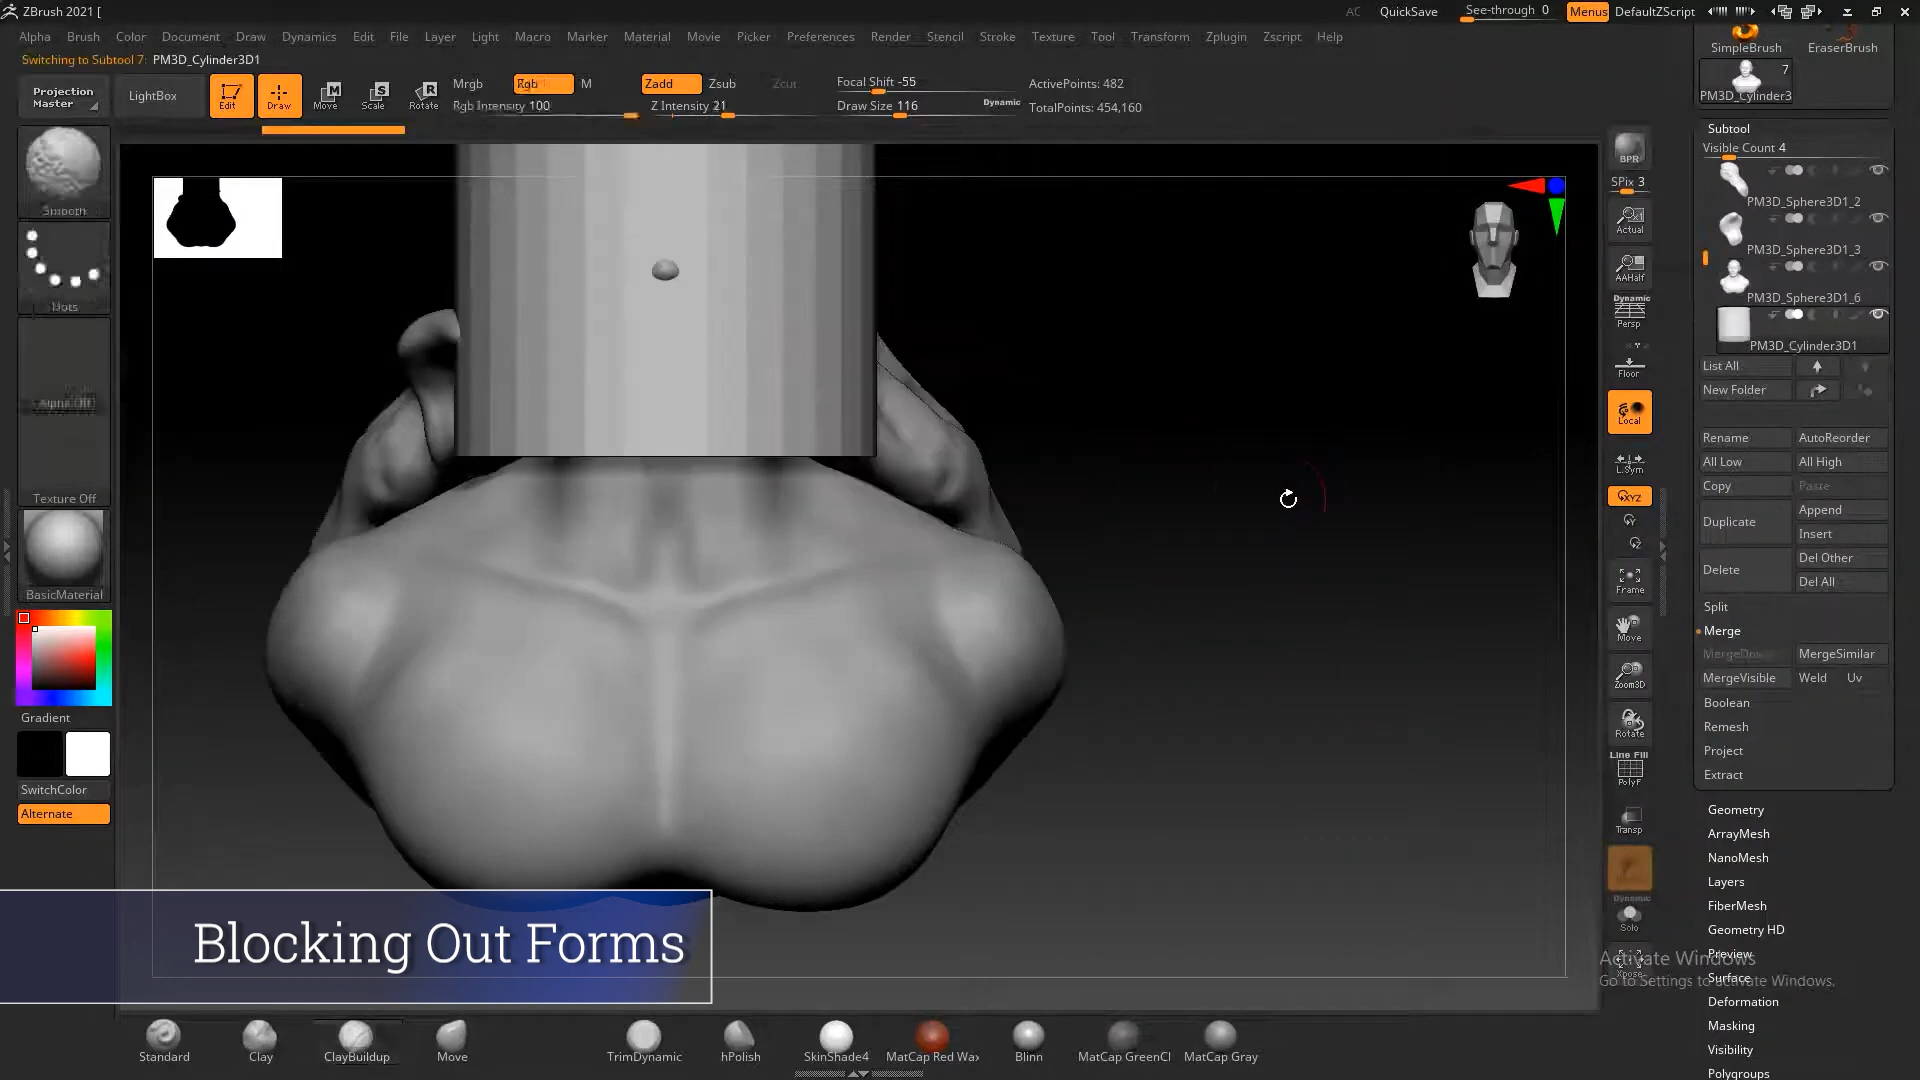 ZBrush 2021 [
AC QuickSave See-through 0 Menus DefaultZScript
Alpha Brush Color Document Draw Dynamics Edit File Layer Light Macro Marker Material Movie Picker Preferences Render Stencil Stroke Texture Tool Transform Zplugin Zscript Help
Switching to Subtool 7: PM3D_Cylinder3D1
Projection Master
LightBox
Edit
Draw
Move
Scale
Rotate
Mrgb Rgb M
Rgb Intensity 100
Zadd Zsub Zcut
Z Intensity 21
Focal Shift -55
Draw Size 116
Dynamic
ActivePoints: 482
TotalPoints: 454,160
SimpleBrush
EraserBrush
7
PM3D_Cylinder3
Smooth
Alpha Off
Texture Off
BasicMaterial
Gradient
SwitchColor
Alternate
BPR
SPix 3
Actual
AAHalf
Dynamic
Persp
Floor
Local
L.Sym
XYZ
Frame
Move
Zoom3D
Rotate
Line Fill
PolyF
Transp
Dynamic
Solo
Xpose
Subtool
Visible Count 4
PM3D_Sphere3D1_2
PM3D_Sphere3D1_3
PM3D_Sphere3D1_6
PM3D_Cylinder3D1
List All
New Folder
Rename AutoReorder
All Low All High
Copy Paste
Duplicate Append
Insert
Delete Del Other
Del All
Split
Merge
MergeSimilar
MergeVisible Weld Uv
Boolean
Remesh
Project
Extract
Geometry
ArrayMesh
NanoMesh
Layers
FiberMesh
Geometry HD
Preview
Surface
Deformation
Masking
Visibility
Polygroups
Activate Windows
Go to Settings to activate Windows.
Blocking Out Forms
Standard Clay ClayBuildup Move TrimDynamic hPolish SkinShade4 MatCap Red Wax Blinn MatCap GreenCl MatCap Gray